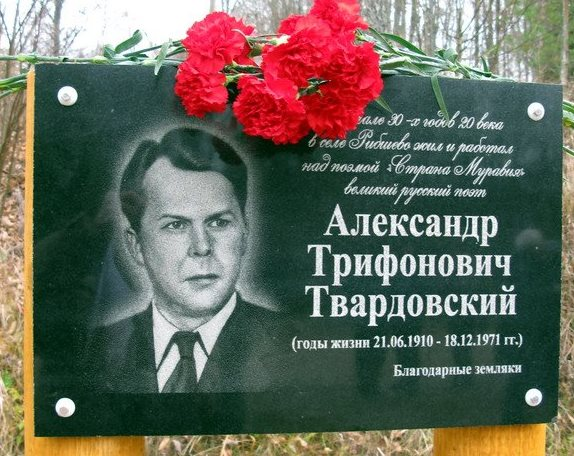 30-х годов 20 века
в селе Рибшево жил и работал
над поэмой «Страна Муравия»
великий русский поэт
Александр
Трифонович
Твардовский
(годы жизни 21.06.1910 - 18.12.1971 гг.)
Благодарные земляки